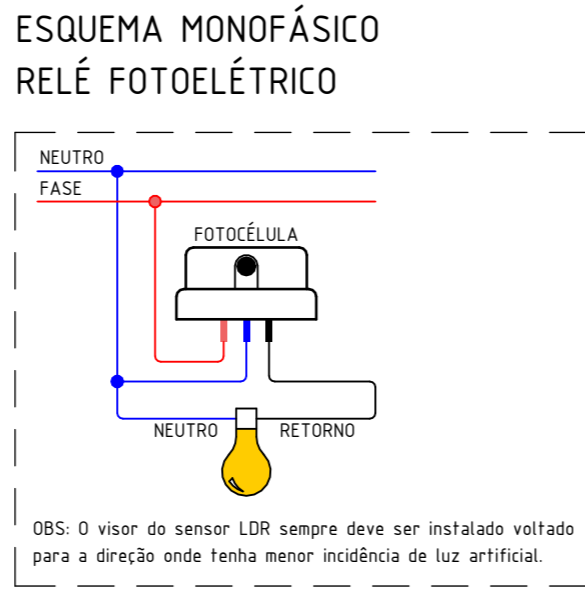 ESQUEMA MONOFÁSICO
RELÉ FOTOELÉTRICO
NEUTRO
FASE
FOTOCÉLULA
NEUTRO
RETORNO
OBS: O visor do sensor LDR sempre deve ser instalado voltado
para a direção onde tenha menor incidência de luz artificial.